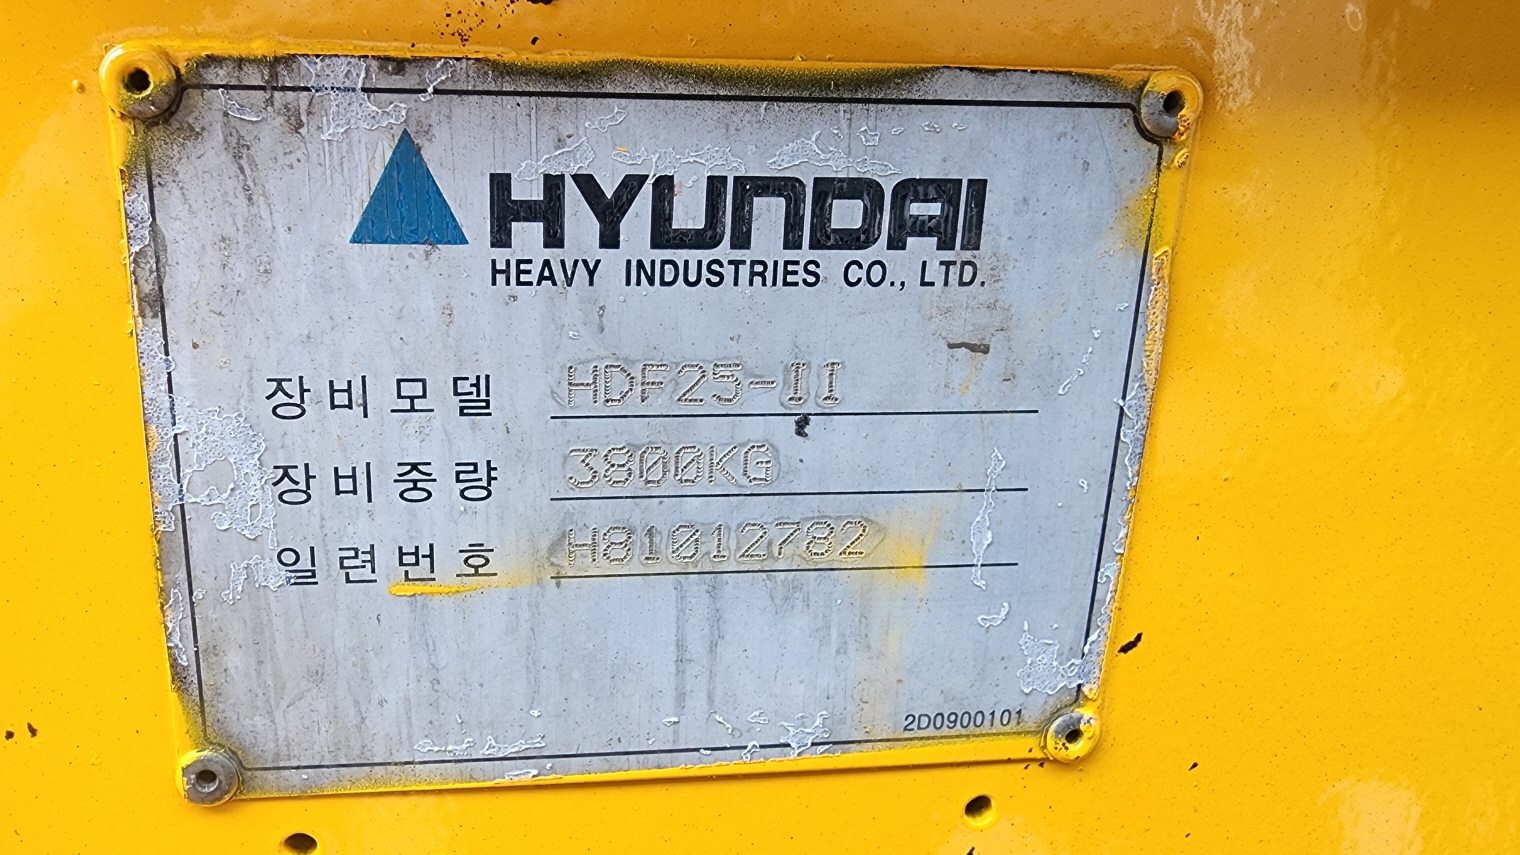 HYUNDAI
HEAVY INDUSTRIES CO., LTD.
장비모델 HDF25-II
장비중량 3800KG
일련번호 H81012782
2D0900101